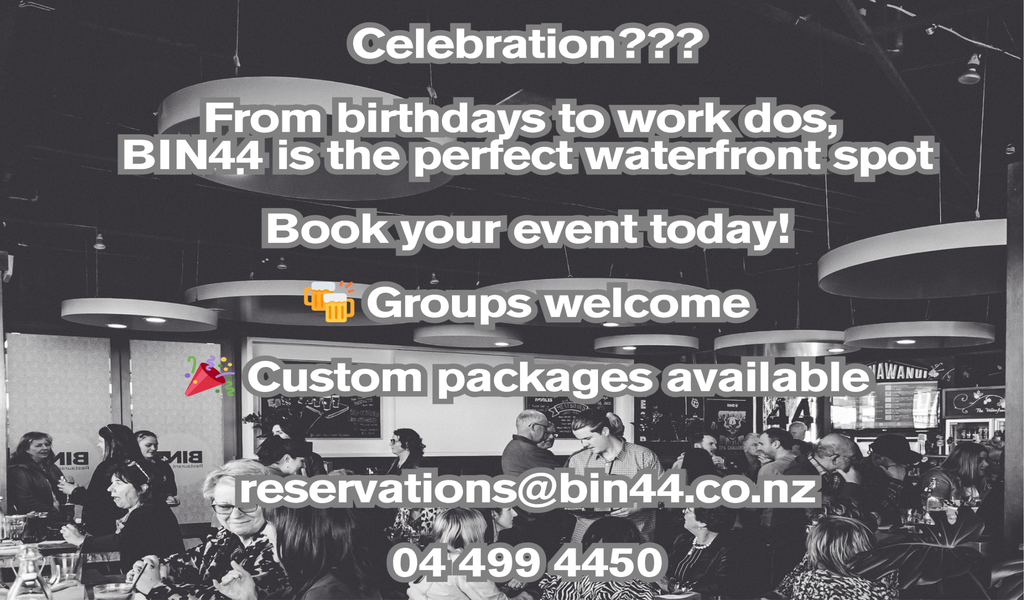 Celebration???
From birthdays to work dos,
BIN44 is the perfect waterfront spot
Book your event today!
🍻 Groups welcome
🎉 Custom packages available
reservations@bin44.co.nz
04 499 4450